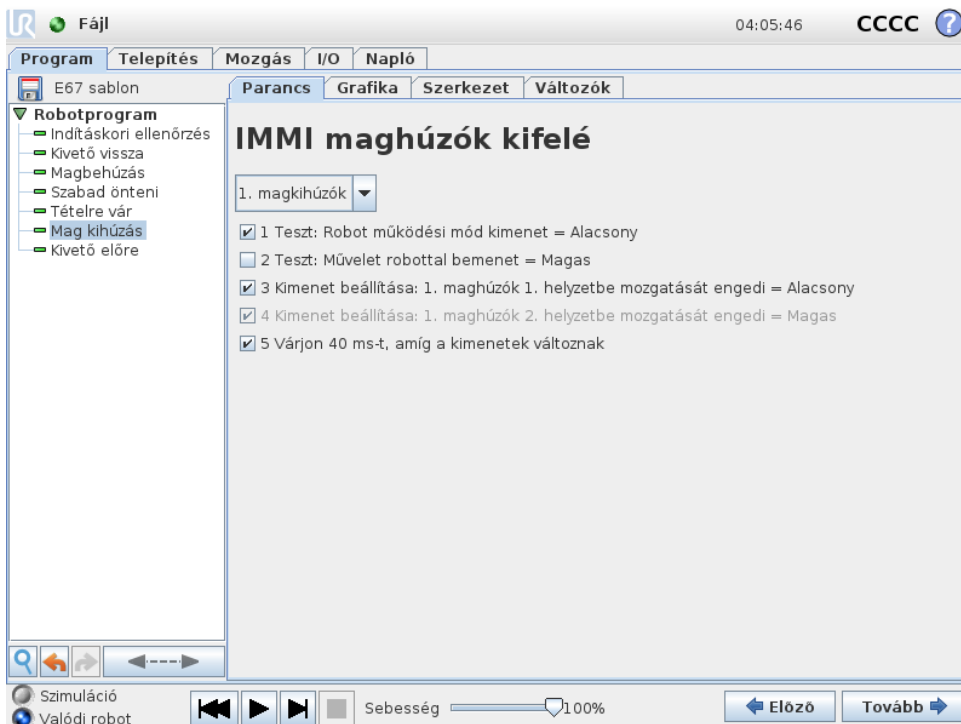 UR Fájl 04:05:46 CCCC ?
Program Telepítés Mozgás I/O Napló
E67 sablon
Parancs Grafika Szerkezet Változók
Robotprogram
Indításkori ellenőrzés
Kivető vissza
Magbehúzás
Szabad önteni
Tételre vár
Mag kihúzás
Kivető előre
IMMI maghúzók kifelé
1. magkihúzók
1 Teszt: Robot működési mód kimenet = Alacsony
2 Teszt: Művelet robottal bemenet = Magas
3 Kimenet beállítása: 1. maghúzók 1. helyzetbe mozgatását engedi = Alacsony
4 Kimenet beállítása: 1. maghúzók 2. helyzetbe mozgatását engedi = Magas
5 Várjon 40 ms-t, amíg a kimenetek változnak
Szimuláció
Valódi robot
Sebesség 100%
Elözö
Tovább